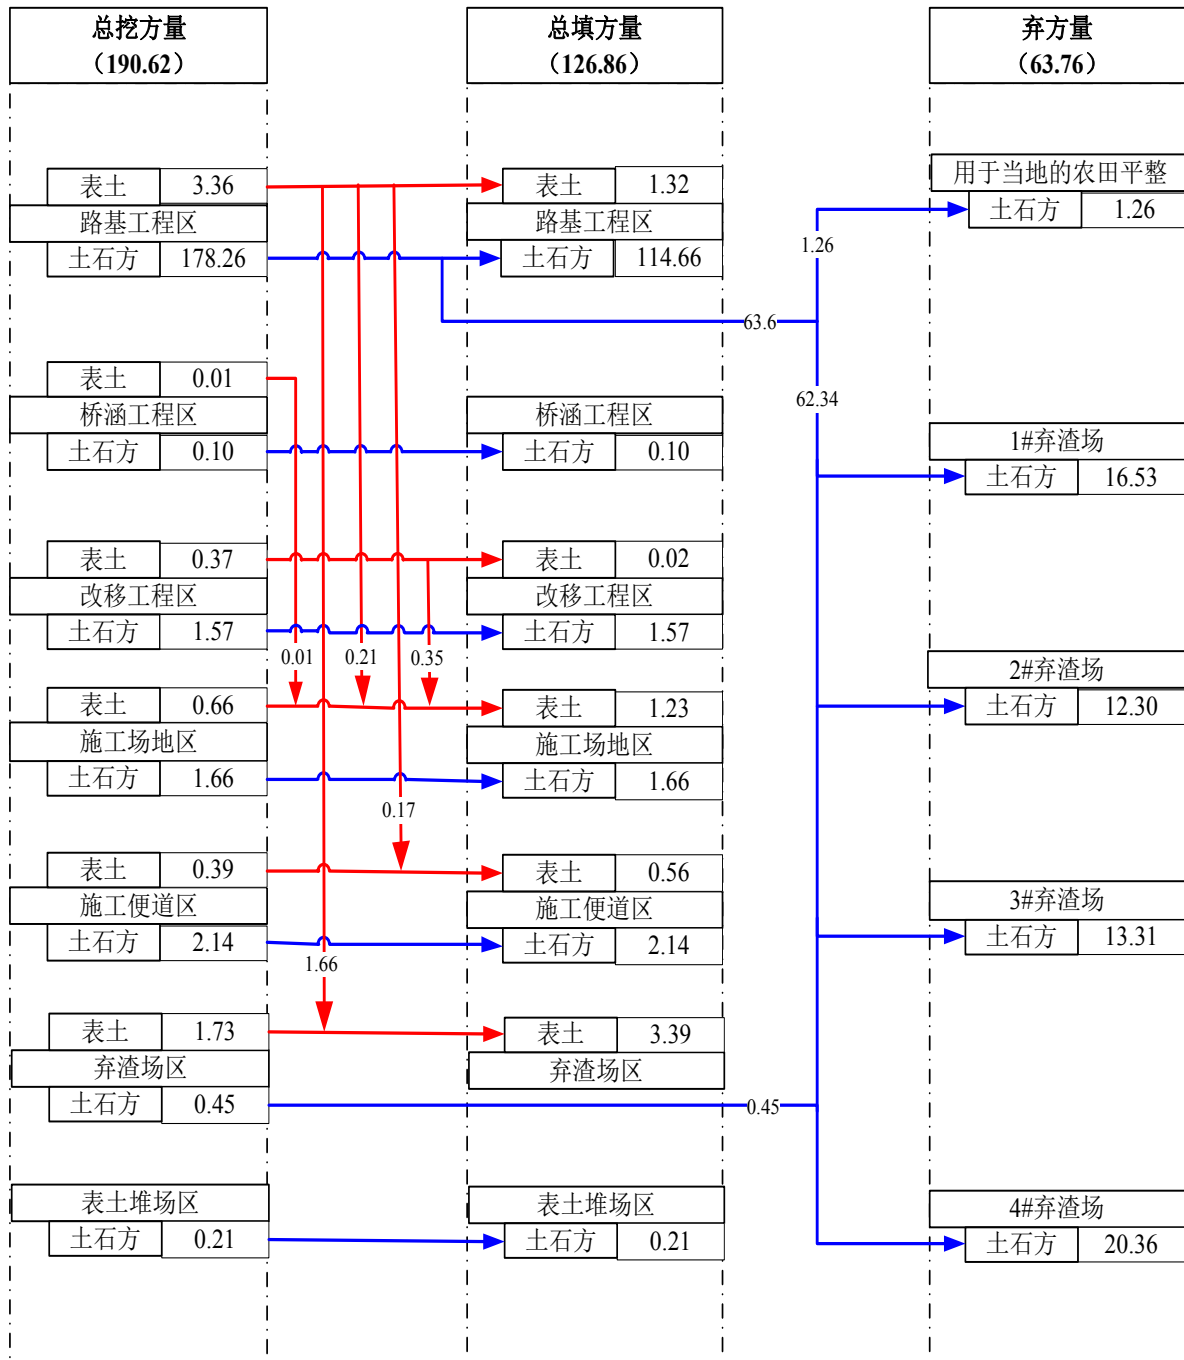 总挖方量
（190.62）
总填方量
（126.86）
弃方量
（63.76）
表土 3.36
路基工程区
土石方 178.26
表土 1.32
路基工程区
土石方 114.66
用于当地的农田平整
土石方 1.26
1.26
63.6
表土 0.01
桥涵工程区
土石方 0.10
桥涵工程区
土石方 0.10
62.34
1#弃渣场
土石方 16.53
表土 0.37
改移工程区
土石方 1.57
表土 0.02
改移工程区
土石方 1.57
0.01
0.21
0.35
2#弃渣场
土石方 12.30
表土 0.66
施工场地区
土石方 1.66
表土 1.23
施工场地区
土石方 1.66
0.17
表土 0.39
施工便道区
土石方 2.14
表土 0.56
施工便道区
土石方 2.14
3#弃渣场
土石方 13.31
1.66
表土 1.73
弃渣场区
土石方 0.45
表土 3.39
弃渣场区
0.45
表土堆场区
土石方 0.21
表土堆场区
土石方 0.21
4#弃渣场
土石方 20.36